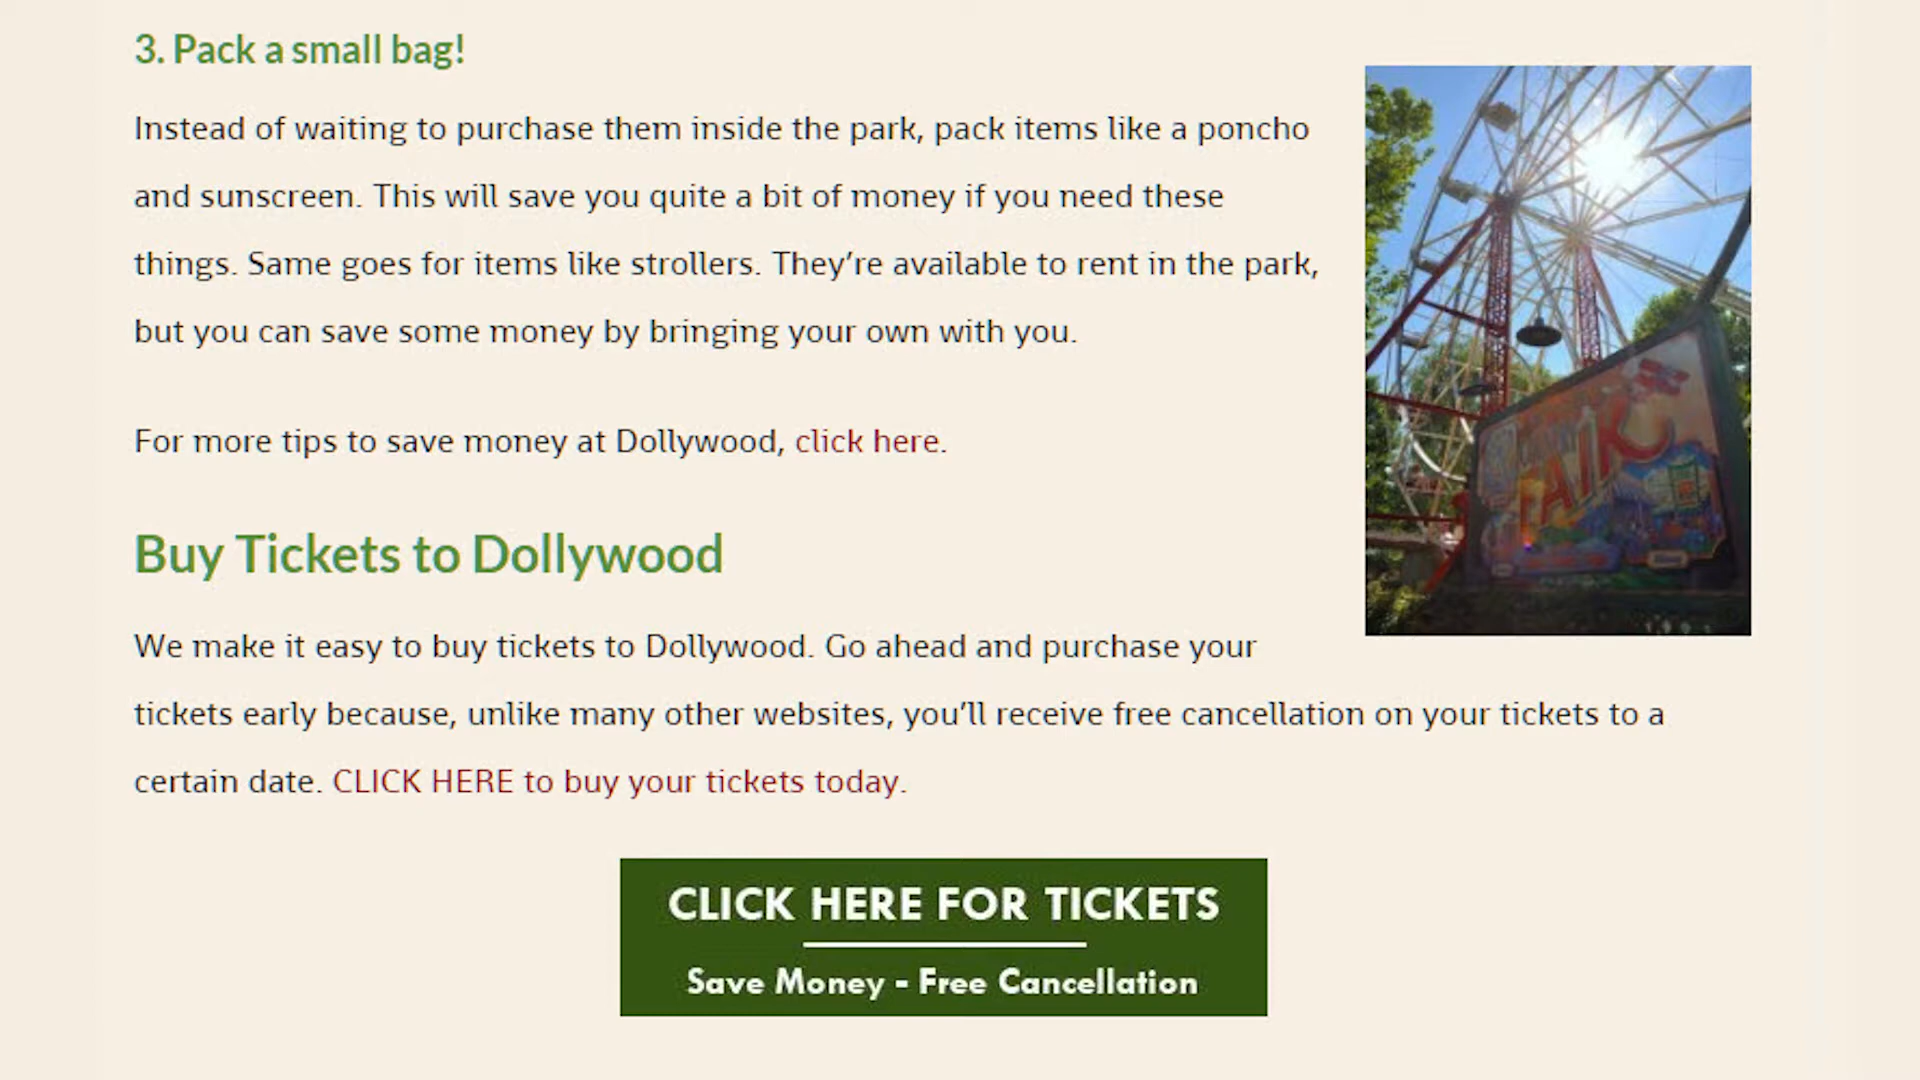 3. Pack a small bag!
Instead of waiting to purchase them inside the park, pack items like a poncho
and sunscreen. This will save you quite a bit of money if you need these
things. Same goes for items like strollers. They’re available to rent in the park,
but you can save some money by bringing your own with you.
For more tips to save money at Dollywood, click here.
FAIR
Buy Tickets to Dollywood
We make it easy to buy tickets to Dollywood. Go ahead and purchase your
tickets early because, unlike many other websites, you’ll receive free cancellation on your tickets to a
certain date. CLICK HERE to buy your tickets today.
CLICK HERE FOR TICKETS
Save Money - Free Cancellation